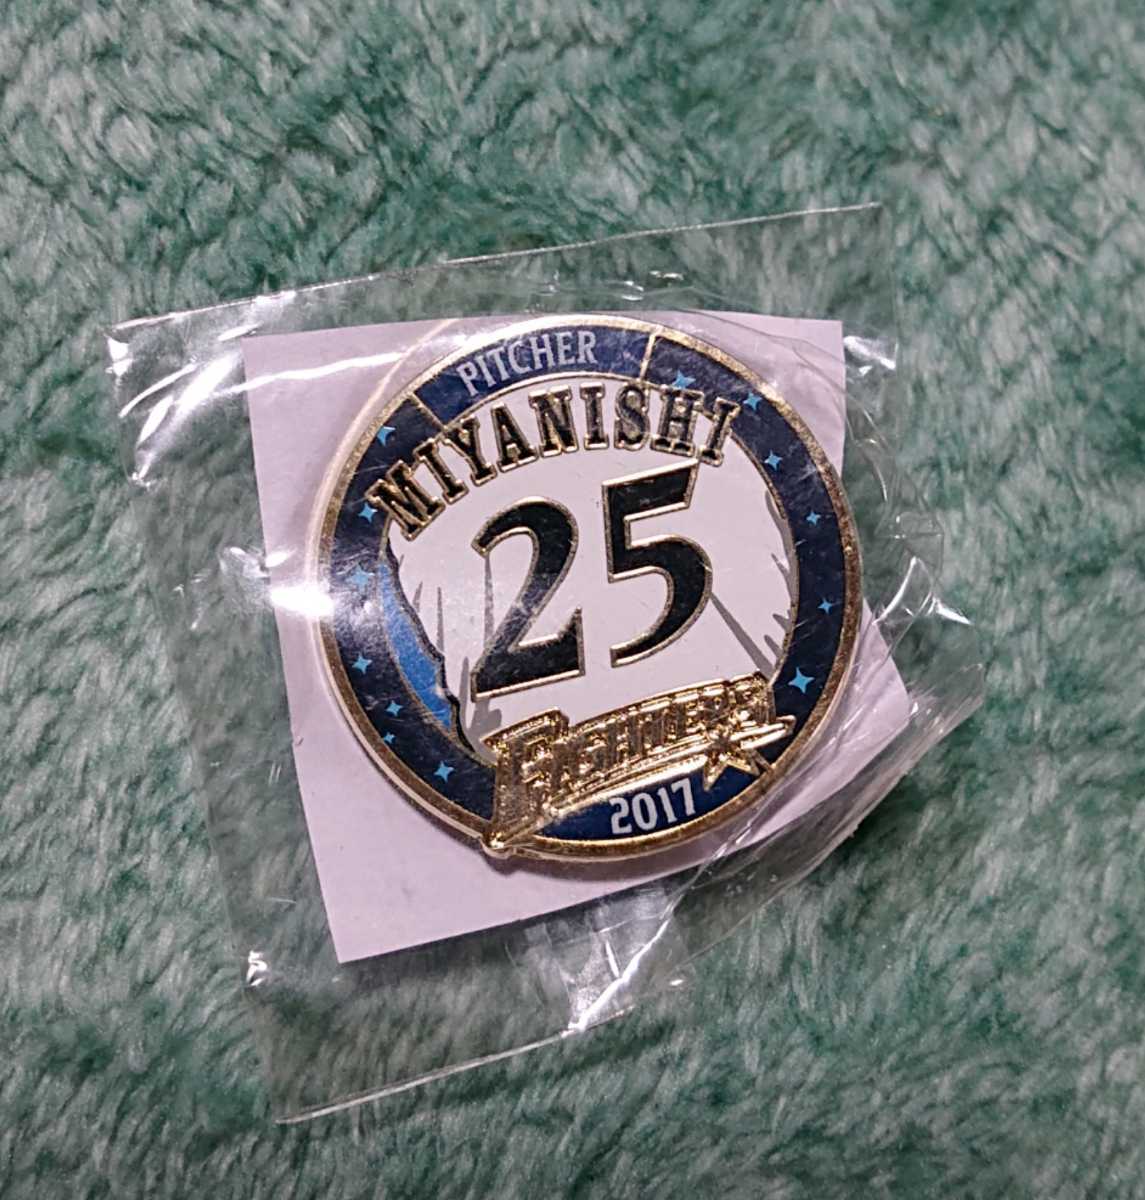 PITCHER
MIYANISHI
25
FIGHTERS
2017